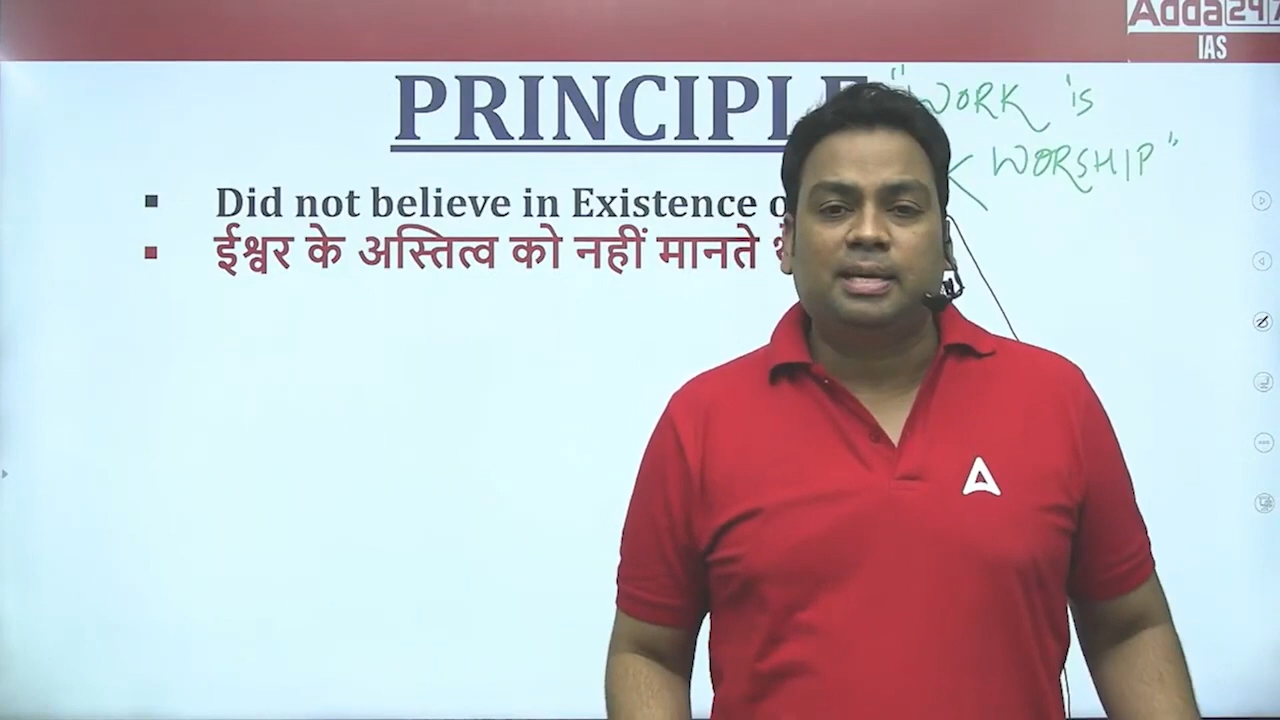 Adda247
IAS
PRINCIPLE
"WORK is
WORSHIP"
Did not believe in Existence
ईश्वर के अस्तित्व को नहीं मानते